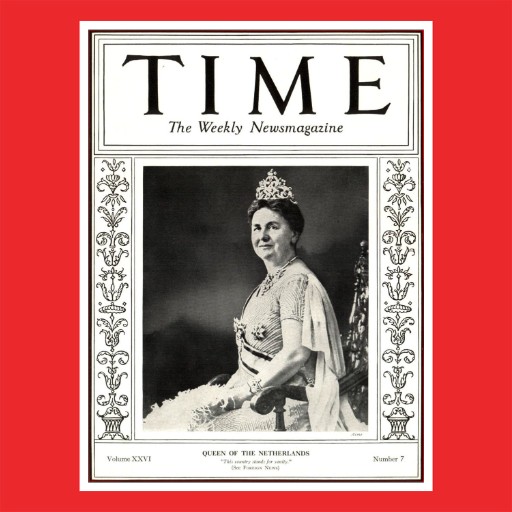 TIME
The Weekly Newsmagazine
QUEEN OF THE NETHERLANDS
Volume XXVI
"This country stands for sanity."
Number 7
(See FOREIGN NEWS)